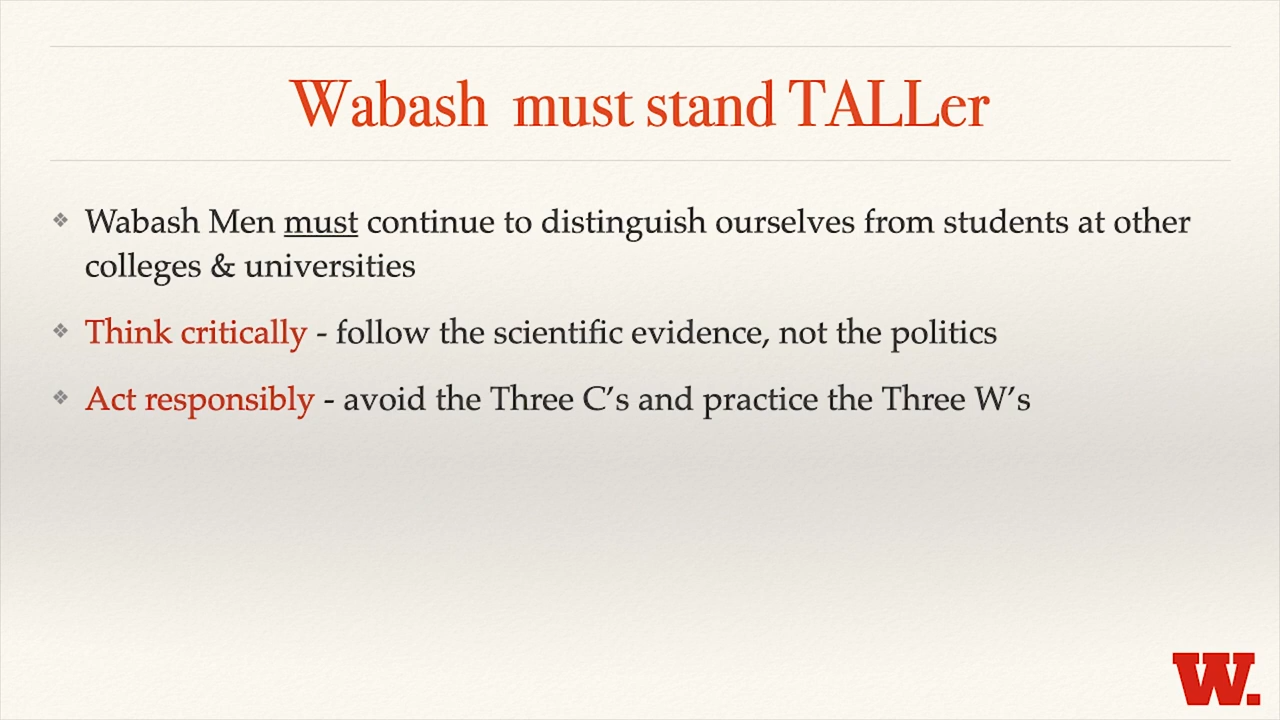 Wabash must stand TALLer
❖ Wabash Men must continue to distinguish ourselves from students at other
colleges & universities
❖ Think critically - follow the scientific evidence, not the politics
❖ Act responsibly - avoid the Three C’s and practice the Three W’s
W.